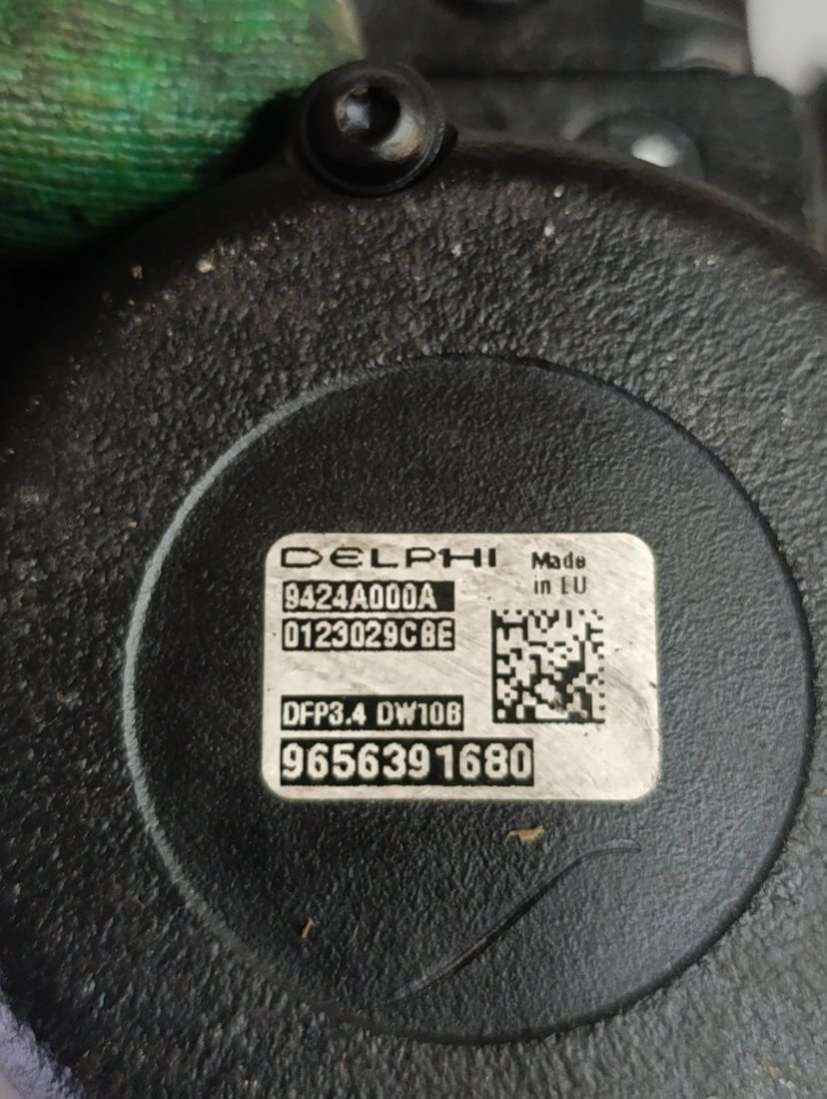 DELPHI
Made
in EU
9424A000A
0123029CBE
DFP3.4 DW10B
9656391680